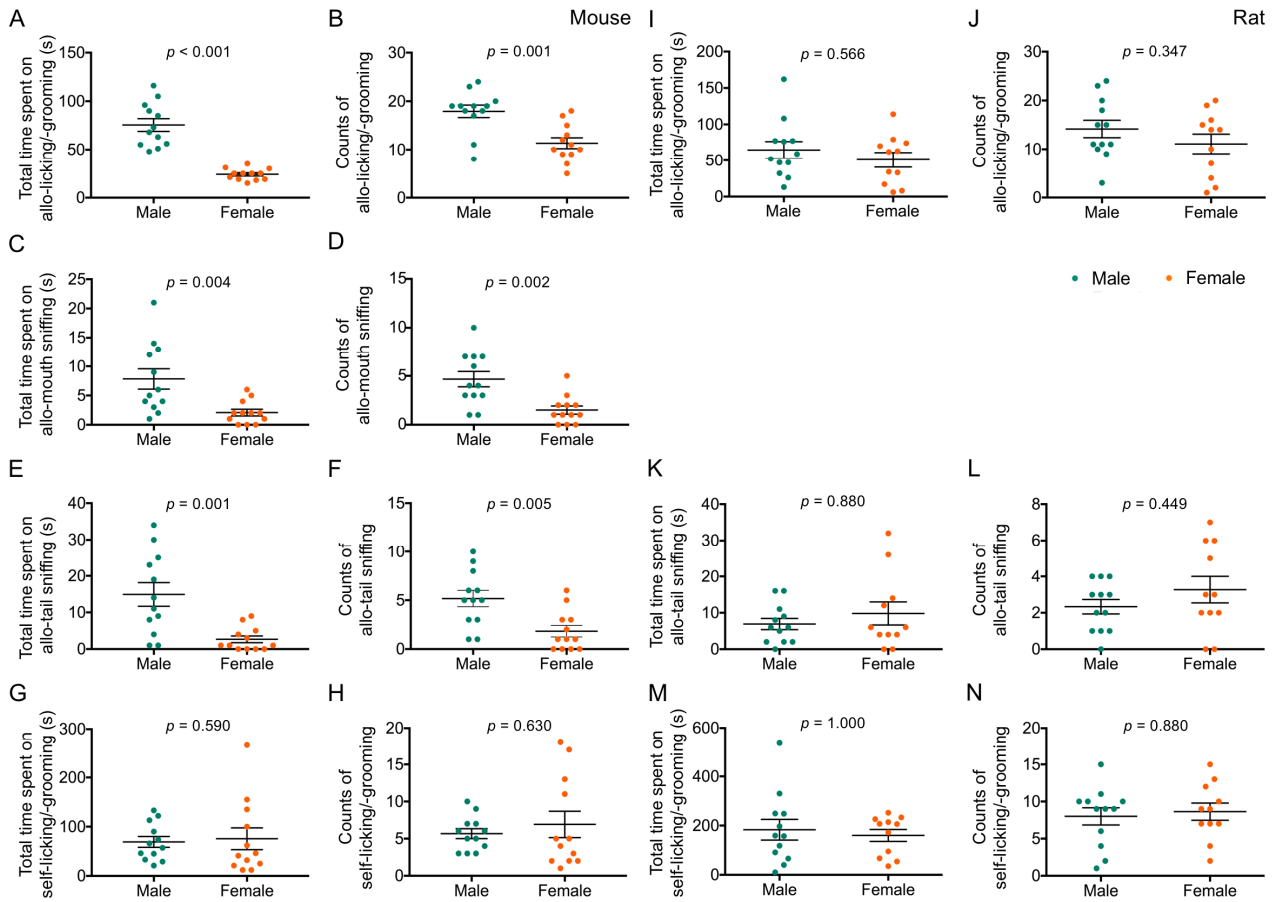 A
B
Mouse
I
J
Rat
Total time spent on
allo-licking/-grooming (s)
150
100
50
0
p < 0.001
Male
Female
Counts of
allo-licking/-grooming
30
20
10
0
p = 0.001
Male
Female
Total time spent on
allo-licking/-grooming (s)
200
150
100
50
0
p = 0.566
Male
Female
Counts of
allo-licking/-grooming
30
20
10
0
p = 0.347
Male
Female
C
D
Total time spent on
allo-mouth sniffing (s)
25
20
15
10
5
0
p = 0.004
Male
Female
Counts of
allo-mouth sniffing
15
10
5
0
p = 0.002
Male
Female
Male
Female
E
F
K
L
Total time spent on
allo-tail sniffing (s)
40
30
20
10
0
p = 0.001
Male
Female
Counts of
allo-tail sniffing
15
10
5
0
p = 0.005
Male
Female
Total time spent on
allo-tail sniffing (s)
40
30
20
10
0
p = 0.880
Male
Female
Counts of
allo-tail sniffing
8
6
4
2
0
p = 0.449
Male
Female
G
H
M
N
Total time spent on
self-licking/-grooming (s)
300
200
100
0
p = 0.590
Male
Female
Counts of
self-licking/-grooming
20
15
10
5
0
p = 0.630
Male
Female
Total time spent on
self-licking/-grooming (s)
600
400
200
0
p = 1.000
Male
Female
Counts of
self-licking/-grooming
20
15
10
5
0
p = 0.880
Male
Female